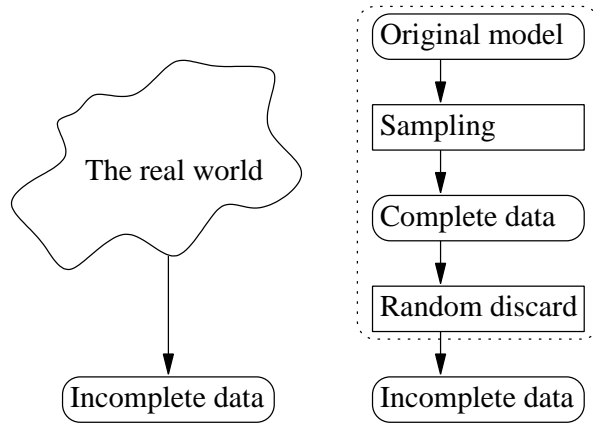 The real world
Incomplete data
Original model
Sampling
Complete data
Random discard
Incomplete data